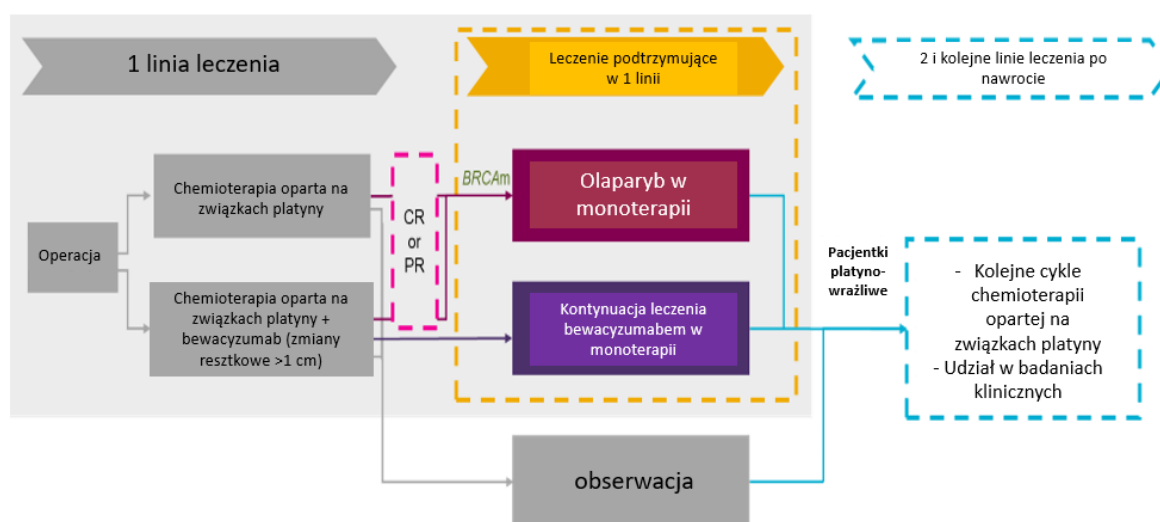 1 linia leczenia
Leczenie podtrzymujące
w 1 linii
2 i kolejne linie leczenia po
nawrocie
Operacja
Chemioterapia oparta na
związkach platyny
Chemioterapia oparta na
związkach platyny +
bewacyzumab (zmiany
resztkowe >1 cm)
CR
or
PR
BRCAm
Olaparyb w
monoterapii
Kontynuacja leczenia
bewacyzumabem w
monoterapii
obserwacja
Pacjentki
platyno-
wrażliwe
- Kolejne cykle
chemioterapii
opartej na
związkach platyny
- Udział w badaniach
klinicznych